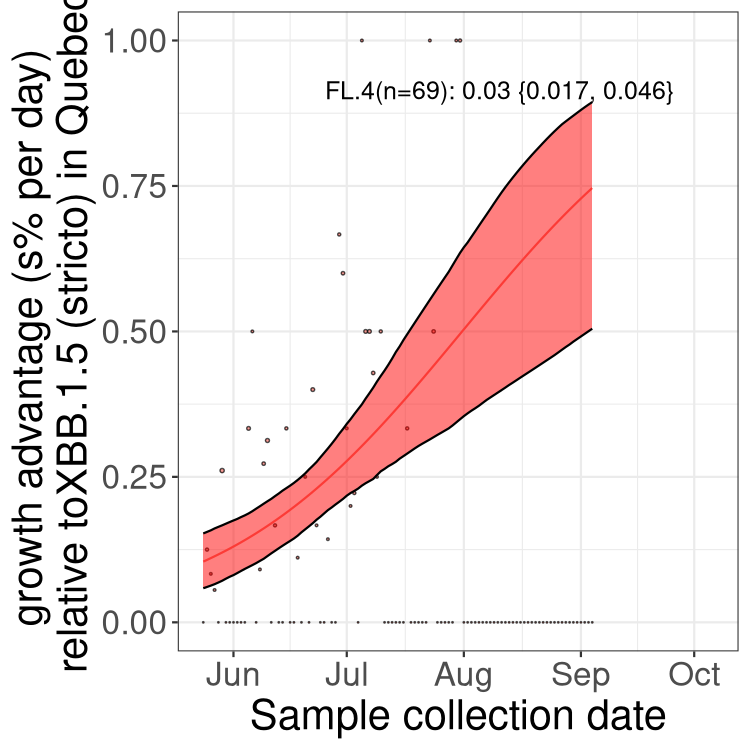 growth advantage (s% per day)
relative toXBB.1.5 (stricto) in Quebec
1.00
0.75
0.50
0.25
0.00
FL.4(n=69): 0.03 {0.017, 0.046}
Jun Jul Aug Sep Oct
Sample collection date